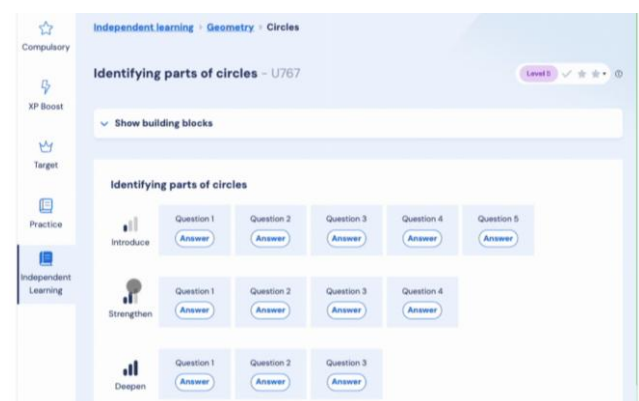 Compulsory
XP Boost
Target
Practice
Independent
Learning
Independent learning Geometry Circles
Identifying parts of circles - U767
Level 5
Show building blocks
Identifying parts of circles
Introduce
Question 1 Question 2 Question 3 Question 4 Question 5
Answer Answer Answer Answer Answer
Strengthen
Question 1 Question 2 Question 3 Question 4
Answer Answer Answer Answer
Deepen
Question 1 Question 2 Question 3
Answer Answer Answer